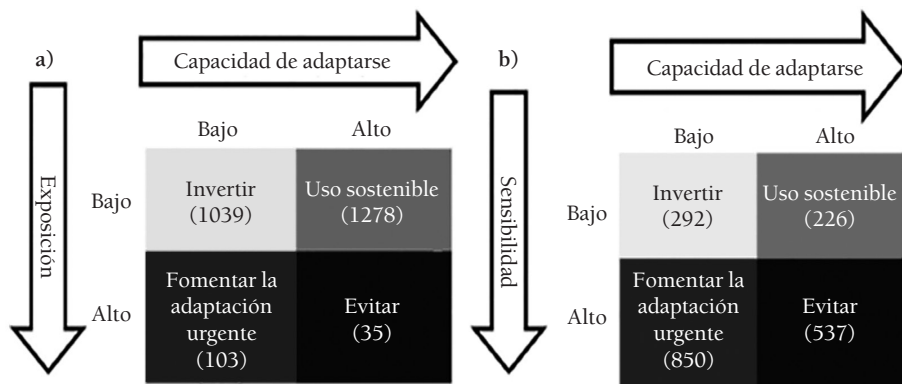 a)
Capacidad de adaptarse
Bajo
Alto
Exposición
Bajo
Invertir
(1039)
Uso sostenible
(1278)
Alto
Fomentar la
adaptación
urgente
(103)
Evitar
(35)
b)
Capacidad de adaptarse
Bajo
Alto
Sensibilidad
Bajo
Invertir
(292)
Uso sostenible
(226)
Alto
Fomentar la
adaptación
urgente
(850)
Evitar
(537)